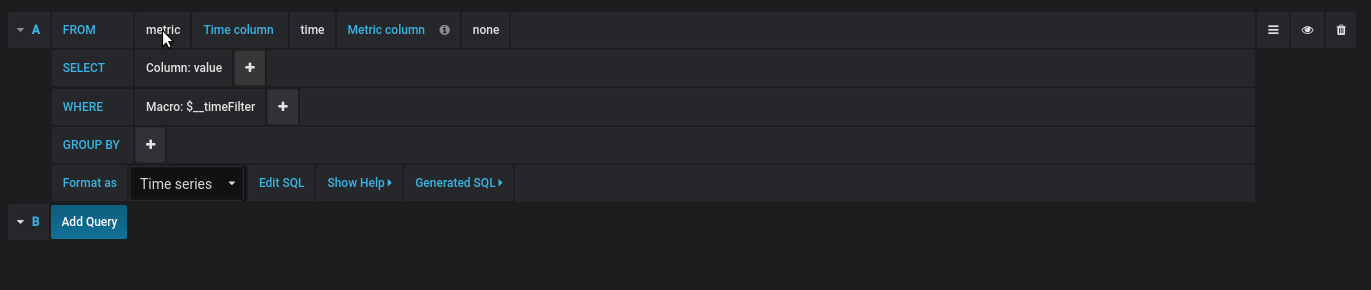 A FROM metric Time column time Metric column none
SELECT Column: value +
WHERE Macro: $__timeFilter +
GROUP BY +
Format as Time series Edit SQL Show Help Generated SQL
B Add Query